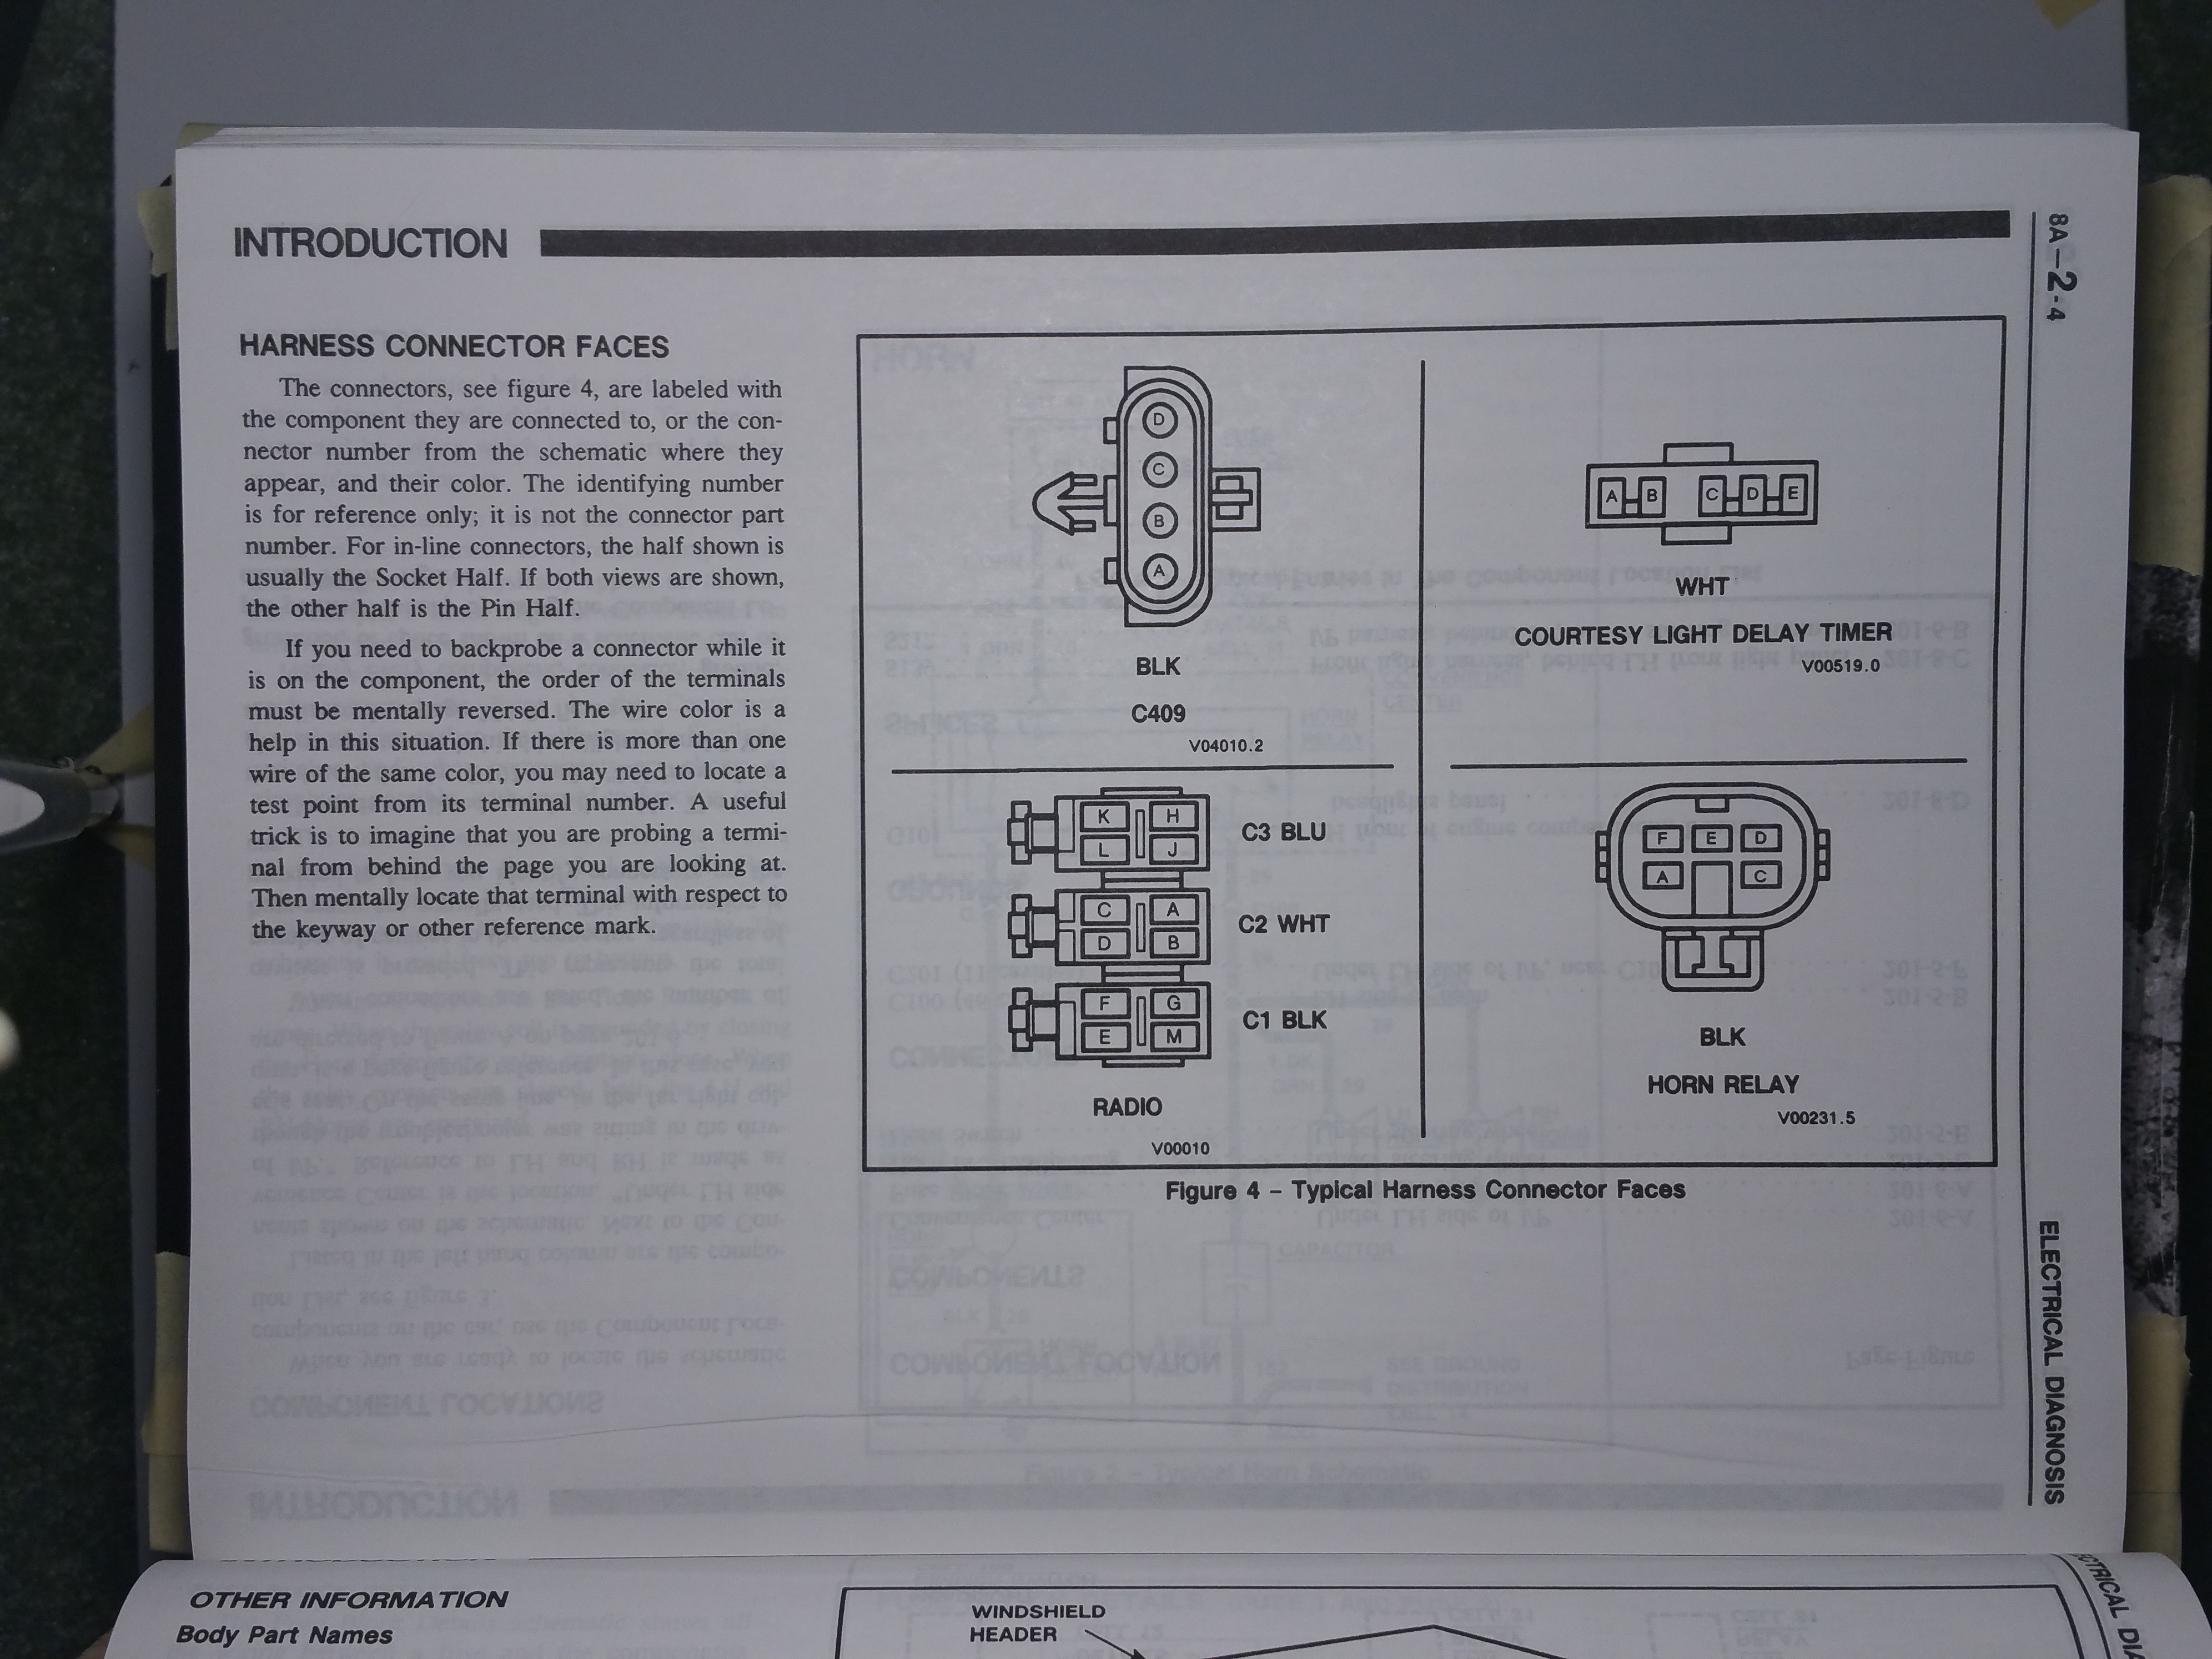 INTRODUCTION
8A—2-4
HARNESS CONNECTOR FACES
The connectors, see figure 4, are labeled with
the component they are connected to, or the con-
nector number from the schematic where they
appear, and their color. The identifying number
is for reference only; it is not the connector part
number. For in-line connectors, the half shown is
usually the Socket Half. If both views are shown,
the other half is the Pin Half.
If you need to backprobe a connector while it
is on the component, the order of the terminals
must be mentally reversed. The wire color is a
help in this situation. If there is more than one
wire of the same color, you may need to locate a
test point from its terminal number. A useful
trick is to imagine that you are probing a termi-
nal from behind the page you are looking at.
Then mentally locate that terminal with respect to
the keyway or other reference mark.
D
C
B
A
BLK
C409
V04010.2
A B C D E
WHT
COURTESY LIGHT DELAY TIMER
V00519.0
K H
L J
C3 BLU
C A
D B
C2 WHT
F G
E M
C1 BLK
RADIO
V00010
F E D
A C
BLK
HORN RELAY
V00231.5
Figure 4 – Typical Harness Connector Faces
ELECTRICAL DIAGNOSIS
OTHER INFORMATION
Body Part Names
WINDSHIELD
HEADER